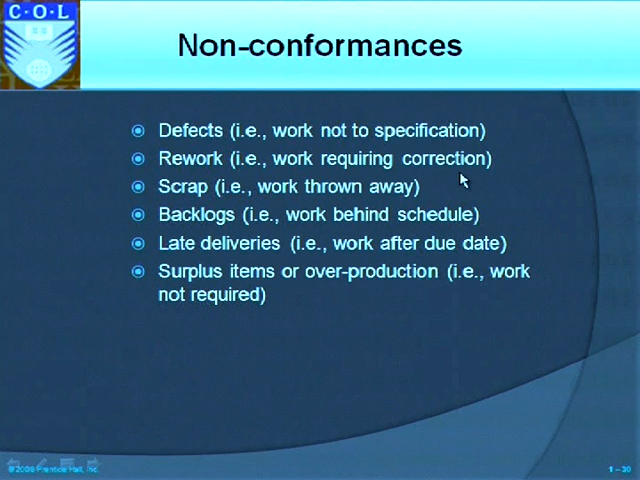 C·O·L
Non-conformances
Defects (i.e., work not to specification)
Rework (i.e., work requiring correction)
Scrap (i.e., work thrown away)
Backlogs (i.e., work behind schedule)
Late deliveries (i.e., work after due date)
Surplus items or over-production (i.e., work
not required)
©2008 Prentice Hall, Inc.
1 – 30